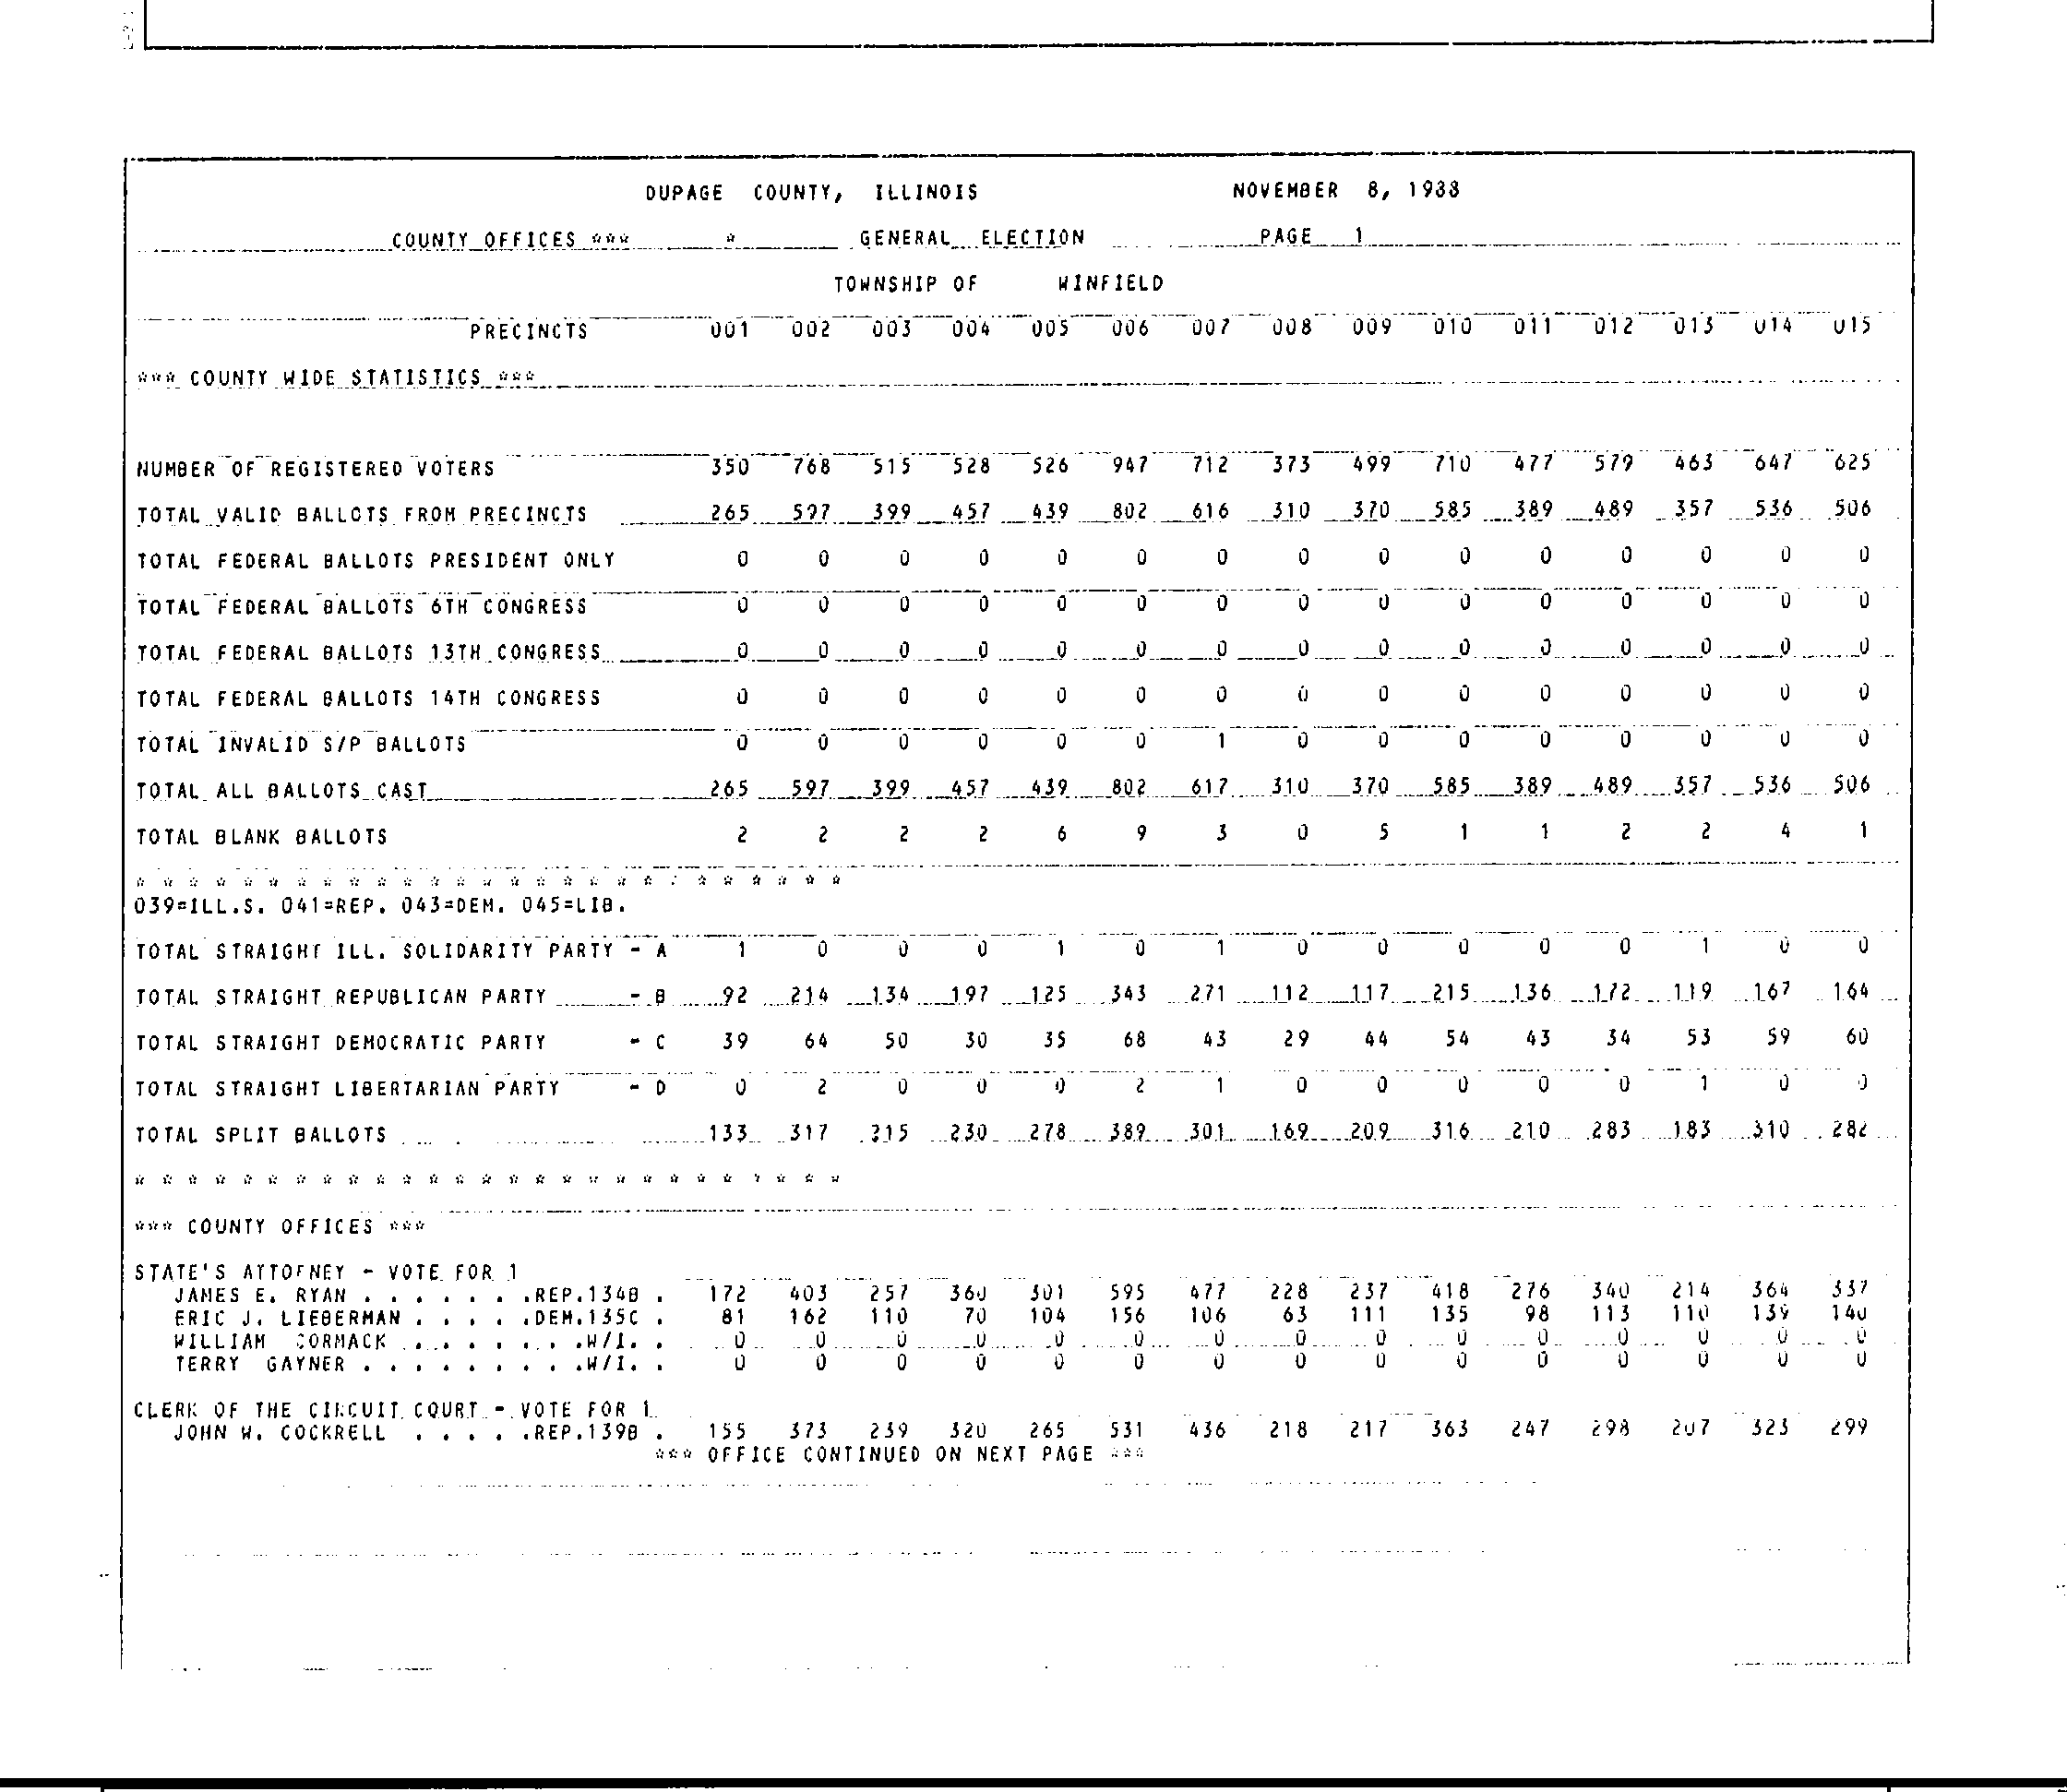 DUPAGE COUNTY, ILLINOIS NOVEMBER 8, 1988
COUNTY OFFICES *** * GENERAL ELECTION PAGE 1
TOWNSHIP OF WINFIELD
PRECINCTS 001 002 003 004 005 006 007 008 009 010 011 012 013 014 015
*** COUNTY WIDE STATISTICS ***
NUMBER OF REGISTERED VOTERS 350 768 515 528 526 947 712 373 499 710 477 579 463 647 625
TOTAL VALID BALLOTS FROM PRECINCTS 265 597 399 457 439 802 616 310 370 585 389 489 357 536 506
TOTAL FEDERAL BALLOTS PRESIDENT ONLY 0 0 0 0 0 0 0 0 0 0 0 0 0 0 0
TOTAL FEDERAL BALLOTS 6TH CONGRESS 0 0 0 0 0 0 0 0 0 0 0 0 0 0 0
TOTAL FEDERAL BALLOTS 13TH CONGRESS 0 0 0 0 0 0 0 0 0 0 0 0 0 0 0
TOTAL FEDERAL BALLOTS 14TH CONGRESS 0 0 0 0 0 0 0 0 0 0 0 0 0 0 0
TOTAL INVALID S/P BALLOTS 0 0 0 0 0 0 1 0 0 0 0 0 0 0 0
TOTAL ALL BALLOTS CAST 265 597 399 457 439 802 617 310 370 585 389 489 357 536 506
TOTAL BLANK BALLOTS 2 2 2 2 6 9 3 0 5 1 1 2 2 4 1
* * * * * * * * * * * * * * * * * * * * * * * * * * *
039=ILL.S. 041=REP. 043=DEM. 045=LIB.
TOTAL STRAIGHT ILL. SOLIDARITY PARTY - A 1 0 0 0 1 0 1 0 0 0 0 0 1 0 0
TOTAL STRAIGHT REPUBLICAN PARTY - B 92 214 134 197 125 343 271 112 117 215 136 172 119 167 164
TOTAL STRAIGHT DEMOCRATIC PARTY - C 39 64 50 30 35 68 43 29 44 54 43 34 53 59 60
TOTAL STRAIGHT LIBERTARIAN PARTY - D 0 2 0 0 0 2 1 0 0 0 0 0 1 0 0
TOTAL SPLIT BALLOTS 133 317 215 230 278 389 301 169 209 316 210 283 183 310 282
* * * * * * * * * * * * * * * * * * * * * * * * * * *
*** COUNTY OFFICES ***
STATE'S ATTORNEY - VOTE FOR 1
JAMES E. RYAN . . . . . . .REP.134B . 172 403 257 360 301 595 477 228 237 418 276 340 214 364 337
ERIC J. LIEBERMAN . . . . .DEM.135C . 81 162 110 70 104 156 106 63 111 135 98 113 110 139 140
WILLIAM CORMACK . . . . . . .W/I. . 0 0 0 0 0 0 0 0 0 0 0 0 0 0 0
TERRY GAYNER . . . . . . . . .W/I. . 0 0 0 0 0 0 0 0 0 0 0 0 0 0 0
CLERK OF THE CIRCUIT COURT - VOTE FOR 1
JOHN W. COCKRELL . . . . .REP.139B . 155 373 239 320 265 531 436 218 217 363 247 298 207 323 299
*** OFFICE CONTINUED ON NEXT PAGE ***